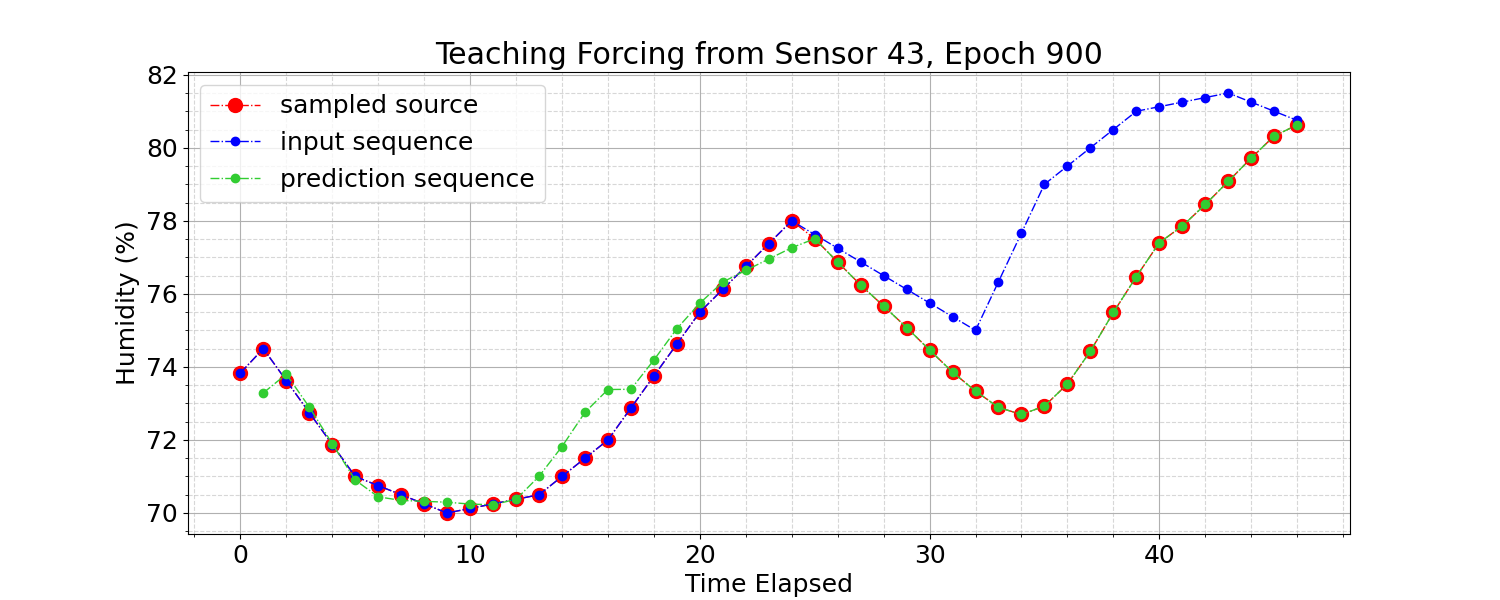 Teaching Forcing from Sensor 43, Epoch 900
82
80
78
76
74
72
70
Humidity (%)
sampled source
input sequence
prediction sequence
0 10 20 30 40
Time Elapsed